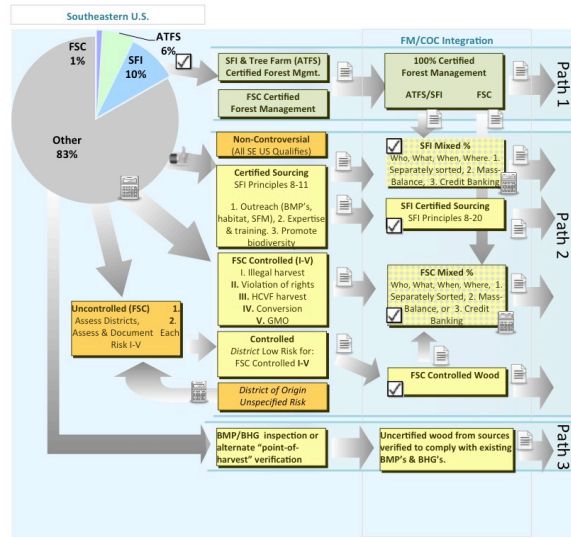 Southeastern U.S.
FSC
1%
ATFS
6%
SFI
10%
Other
83%
FM/COC Integration
SFI & Tree Farm (ATFS)
Certified Forest Mgmt.
FSC Certified
Forest Management
100% Certified
Forest Management
ATFS/SFI FSC
Path 1
Non-Controversial
(All SE US Qualifies)
Certified Sourcing
SFI Principles 8-11
1. Outreach (BMP's,
habitat, SFM), 2. Expertise
& training. 3. Promote
biodiversity
SFI Mixed %
Who, What, When, Where. 1.
Separately sorted, 2. Mass-
Balance, 3. Credit Banking
SFI Certified Sourcing
SFI Principles 8-20
Path 2
FSC Controlled (I-V)
I. Illegal harvest
II. Violation of rights
III. HCVF harvest
IV. Conversion
V. GMO
FSC Mixed %
Who, What, When, Where, 1.
Separately Sorted, 2. Mass-
Balance, or 3. Credit
Banking
Uncontrolled (FSC) 1.
Assess Districts, 2.
Assess & Document Each
Risk I-V
Controlled
District Low Risk for:
FSC Controlled I-V
District of Origin
Unspecified Risk
FSC Controlled Wood
BMP/BHG inspection or
alternate "point-of-
harvest" verification
Uncertified wood from sources
verified to comply with existing
BMP's & BHG's.
Path 3